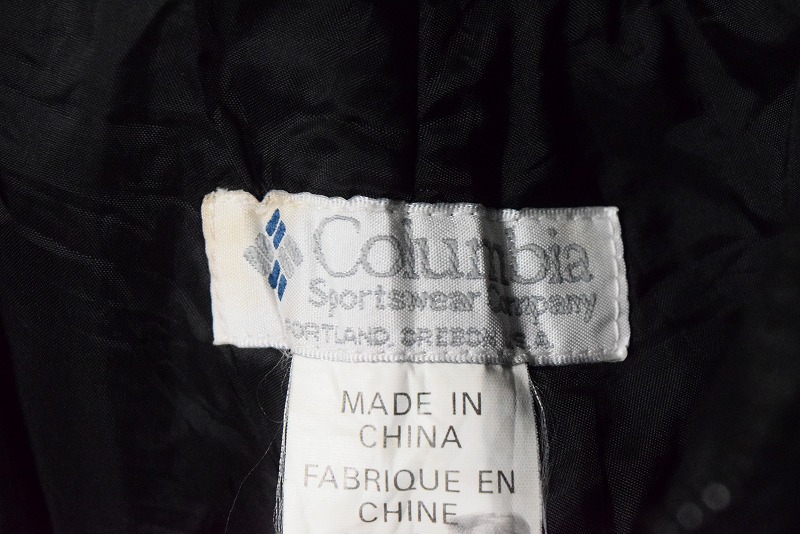 Columbia
Sportswear Company
PORTLAND, OREGON U.S.A.
MADE IN
CHINA
FABRIQUE EN
CHINE